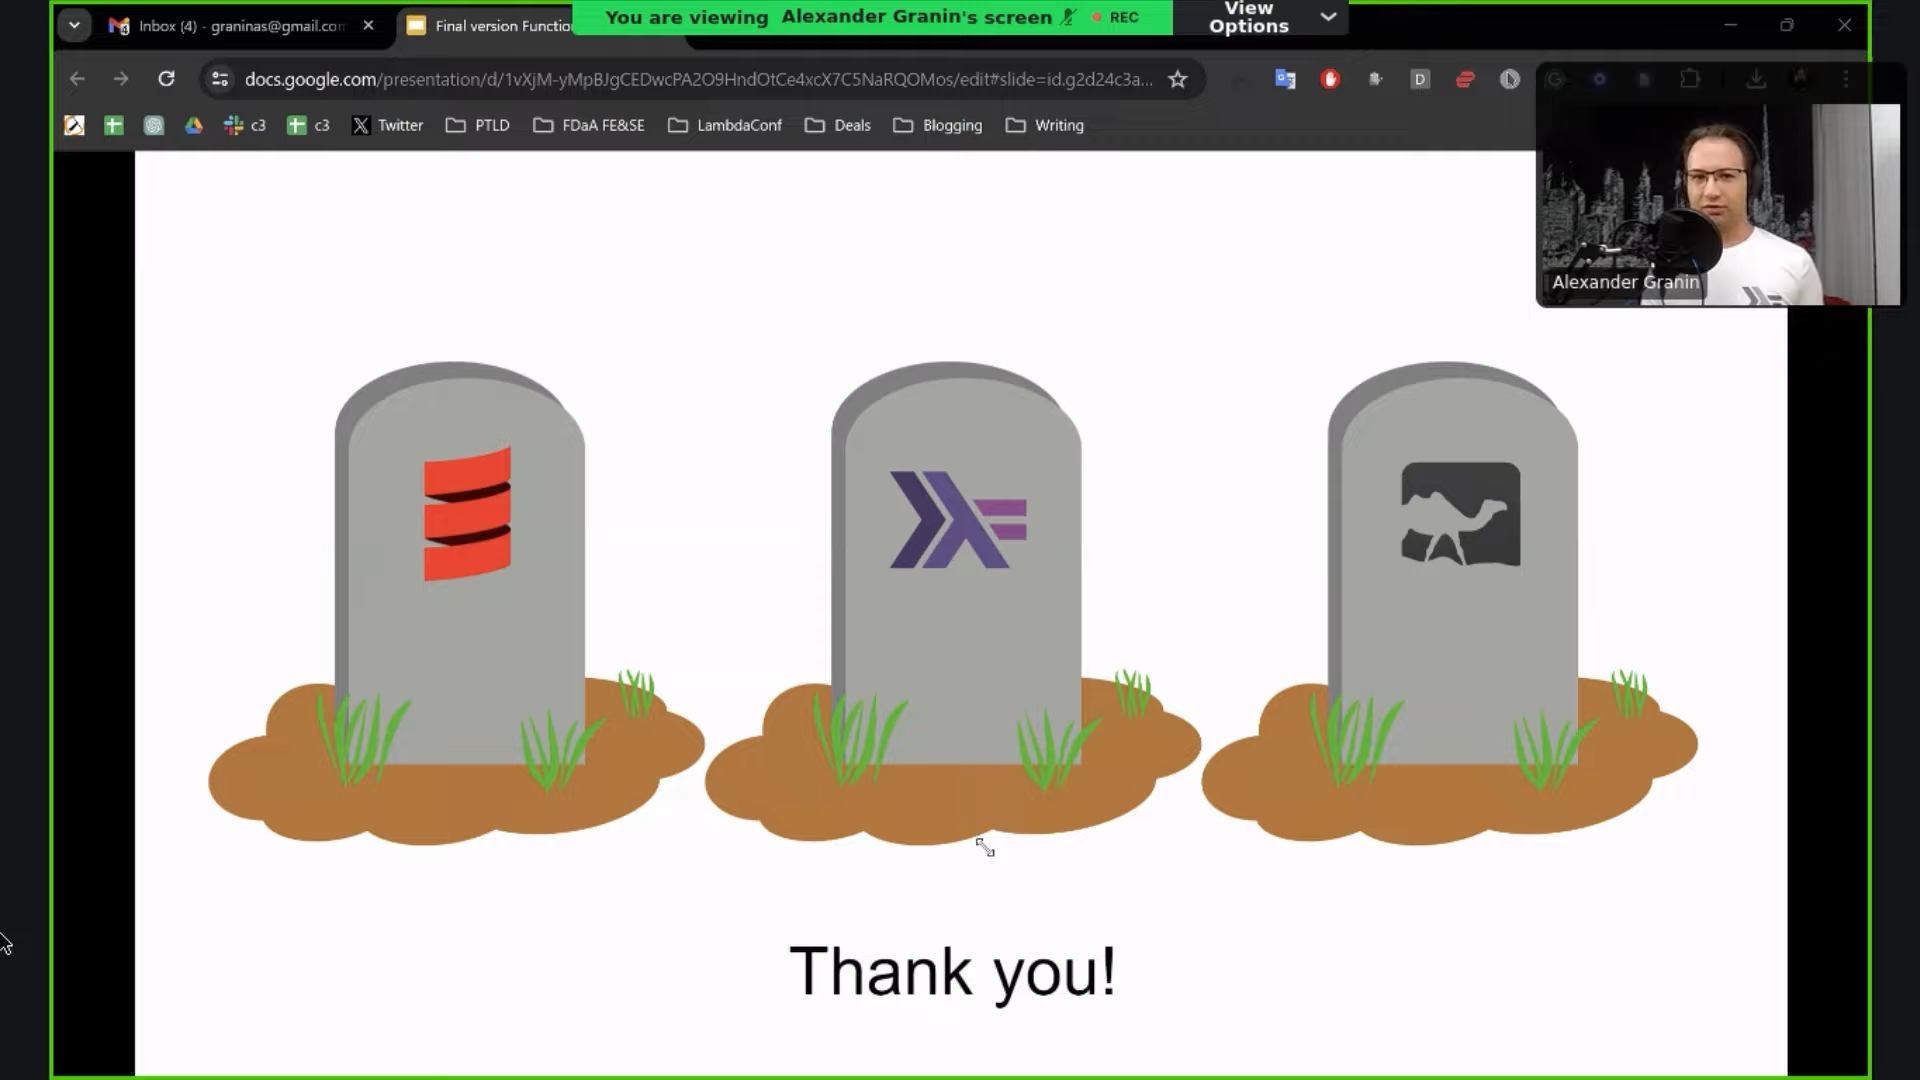 You are viewing Alexander Granin's screen
REC
View Options
Inbox (4) - graninas@gmail.com
Final version Functio
docs.google.com/presentation/d/1vXjM-yMpBJgCEDwcPA2O9HndOtCe4xcX7C5NaRQOMos/edit#slide=id.g2d24c3a...
D
c3
c3
Twitter
PTLD
FDaA FE&SE
LambdaConf
Deals
Blogging
Writing
Alexander Granin
Thank you!